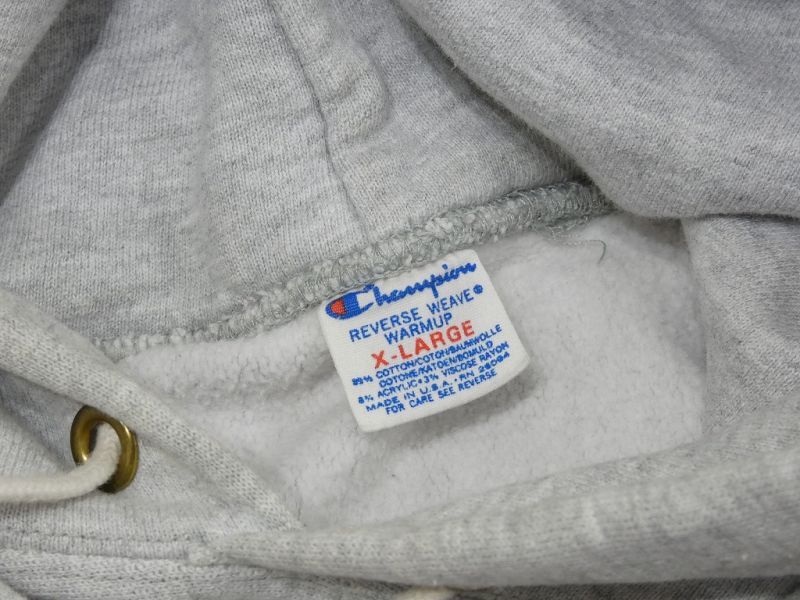 Champion
REVERSE WEAVE®
WARMUP
X-LARGE
89% COTTON/COTON/BAUMWOLLE
OOTONE/KATOEN/BOMULD
8% ACRYLIC•3% VISCOSE RAYON
MADE IN U.S.A.•RN 26094
FOR CARE SEE REVERSE